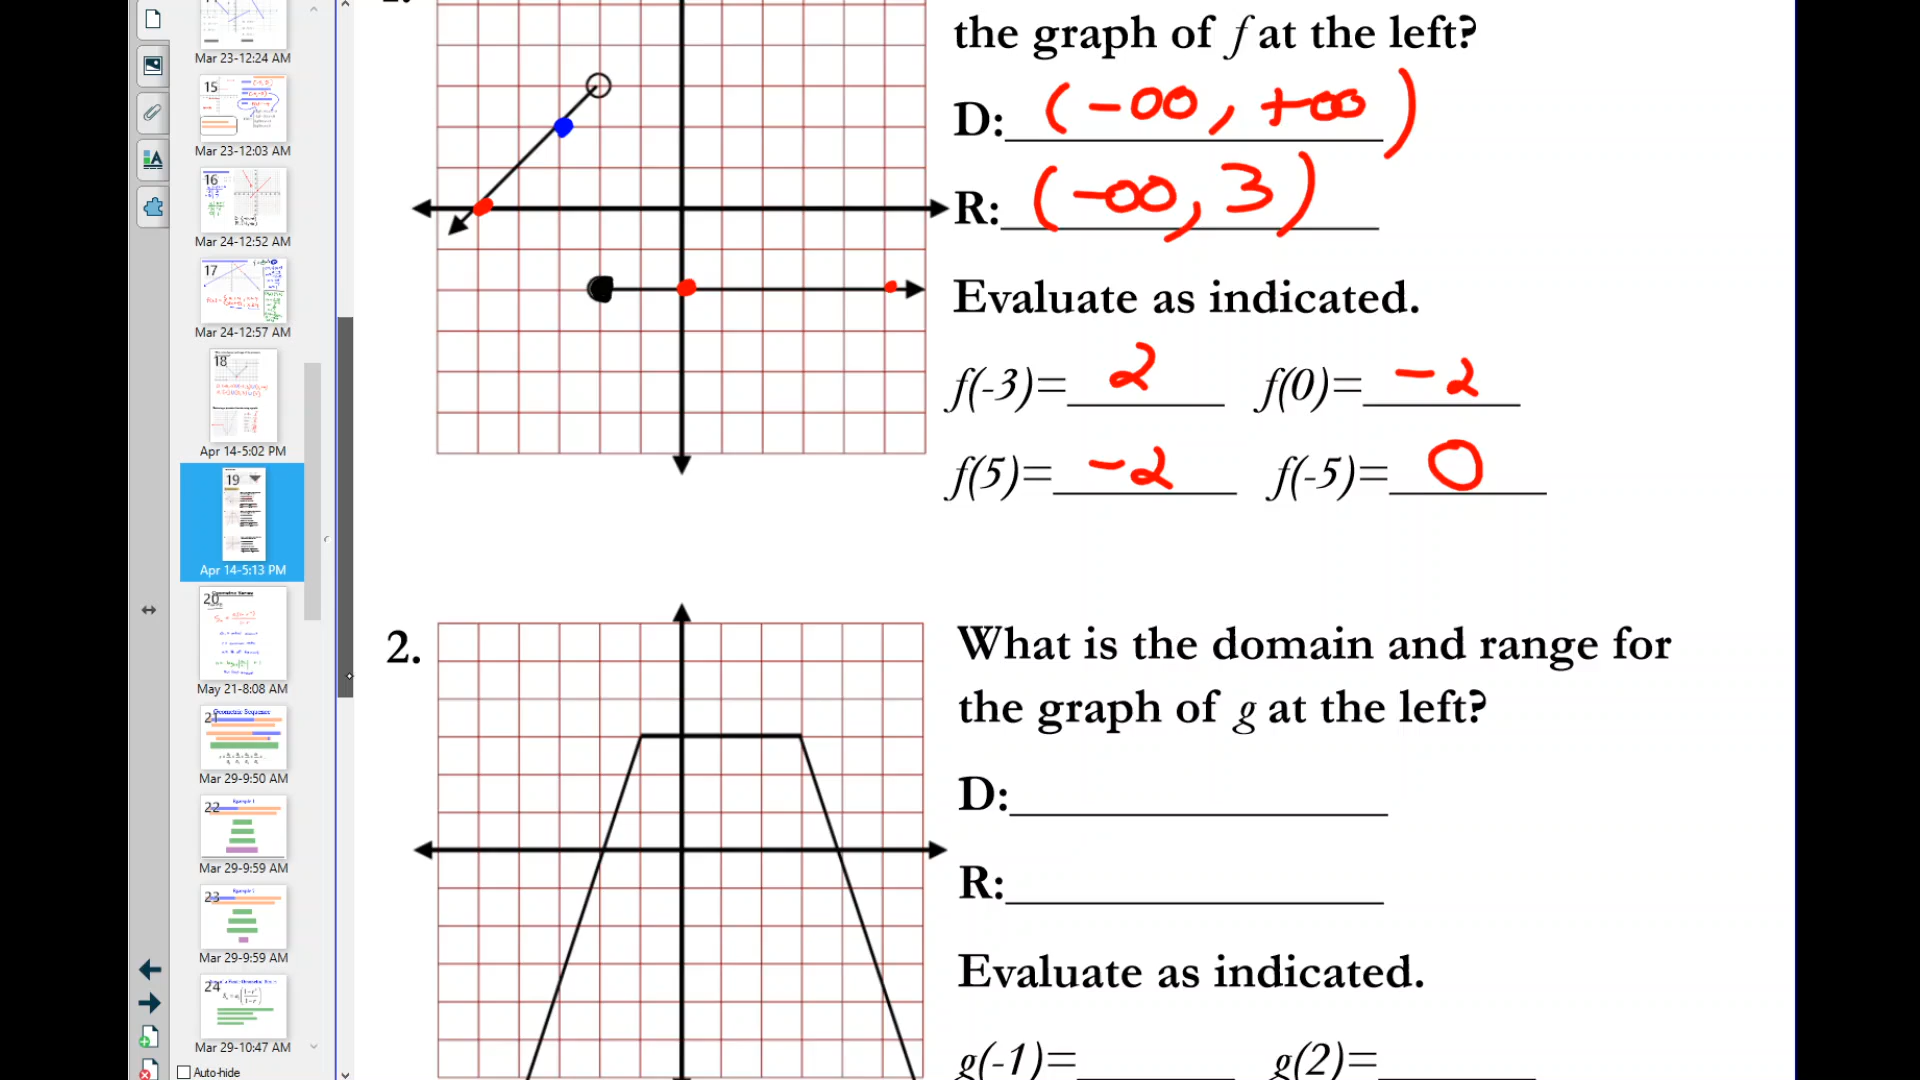 14
Mar 23-12:24 AM
15
Mar 23-12:03 AM
16
Mar 24-12:52 AM
17
Mar 24-12:57 AM
18
Apr 14-5:02 PM
19
Apr 14-5:13 PM
20
May 21-8:08 AM
Geometric Sequence
21
Mar 29-9:50 AM
Example 1
22
Mar 29-9:59 AM
23
Mar 29-9:59 AM
24
Mar 29-10:47 AM
Auto-hide
the graph of f at the left?
D: (-∞, +∞)
R: (-∞, 3)
Evaluate as indicated.
f(-3)= 2 f(0)= -2
f(5)= -2 f(-5)= 0
2.
What is the domain and range for
the graph of g at the left?
D:
R:
Evaluate as indicated.
g(-1)= g(2)=